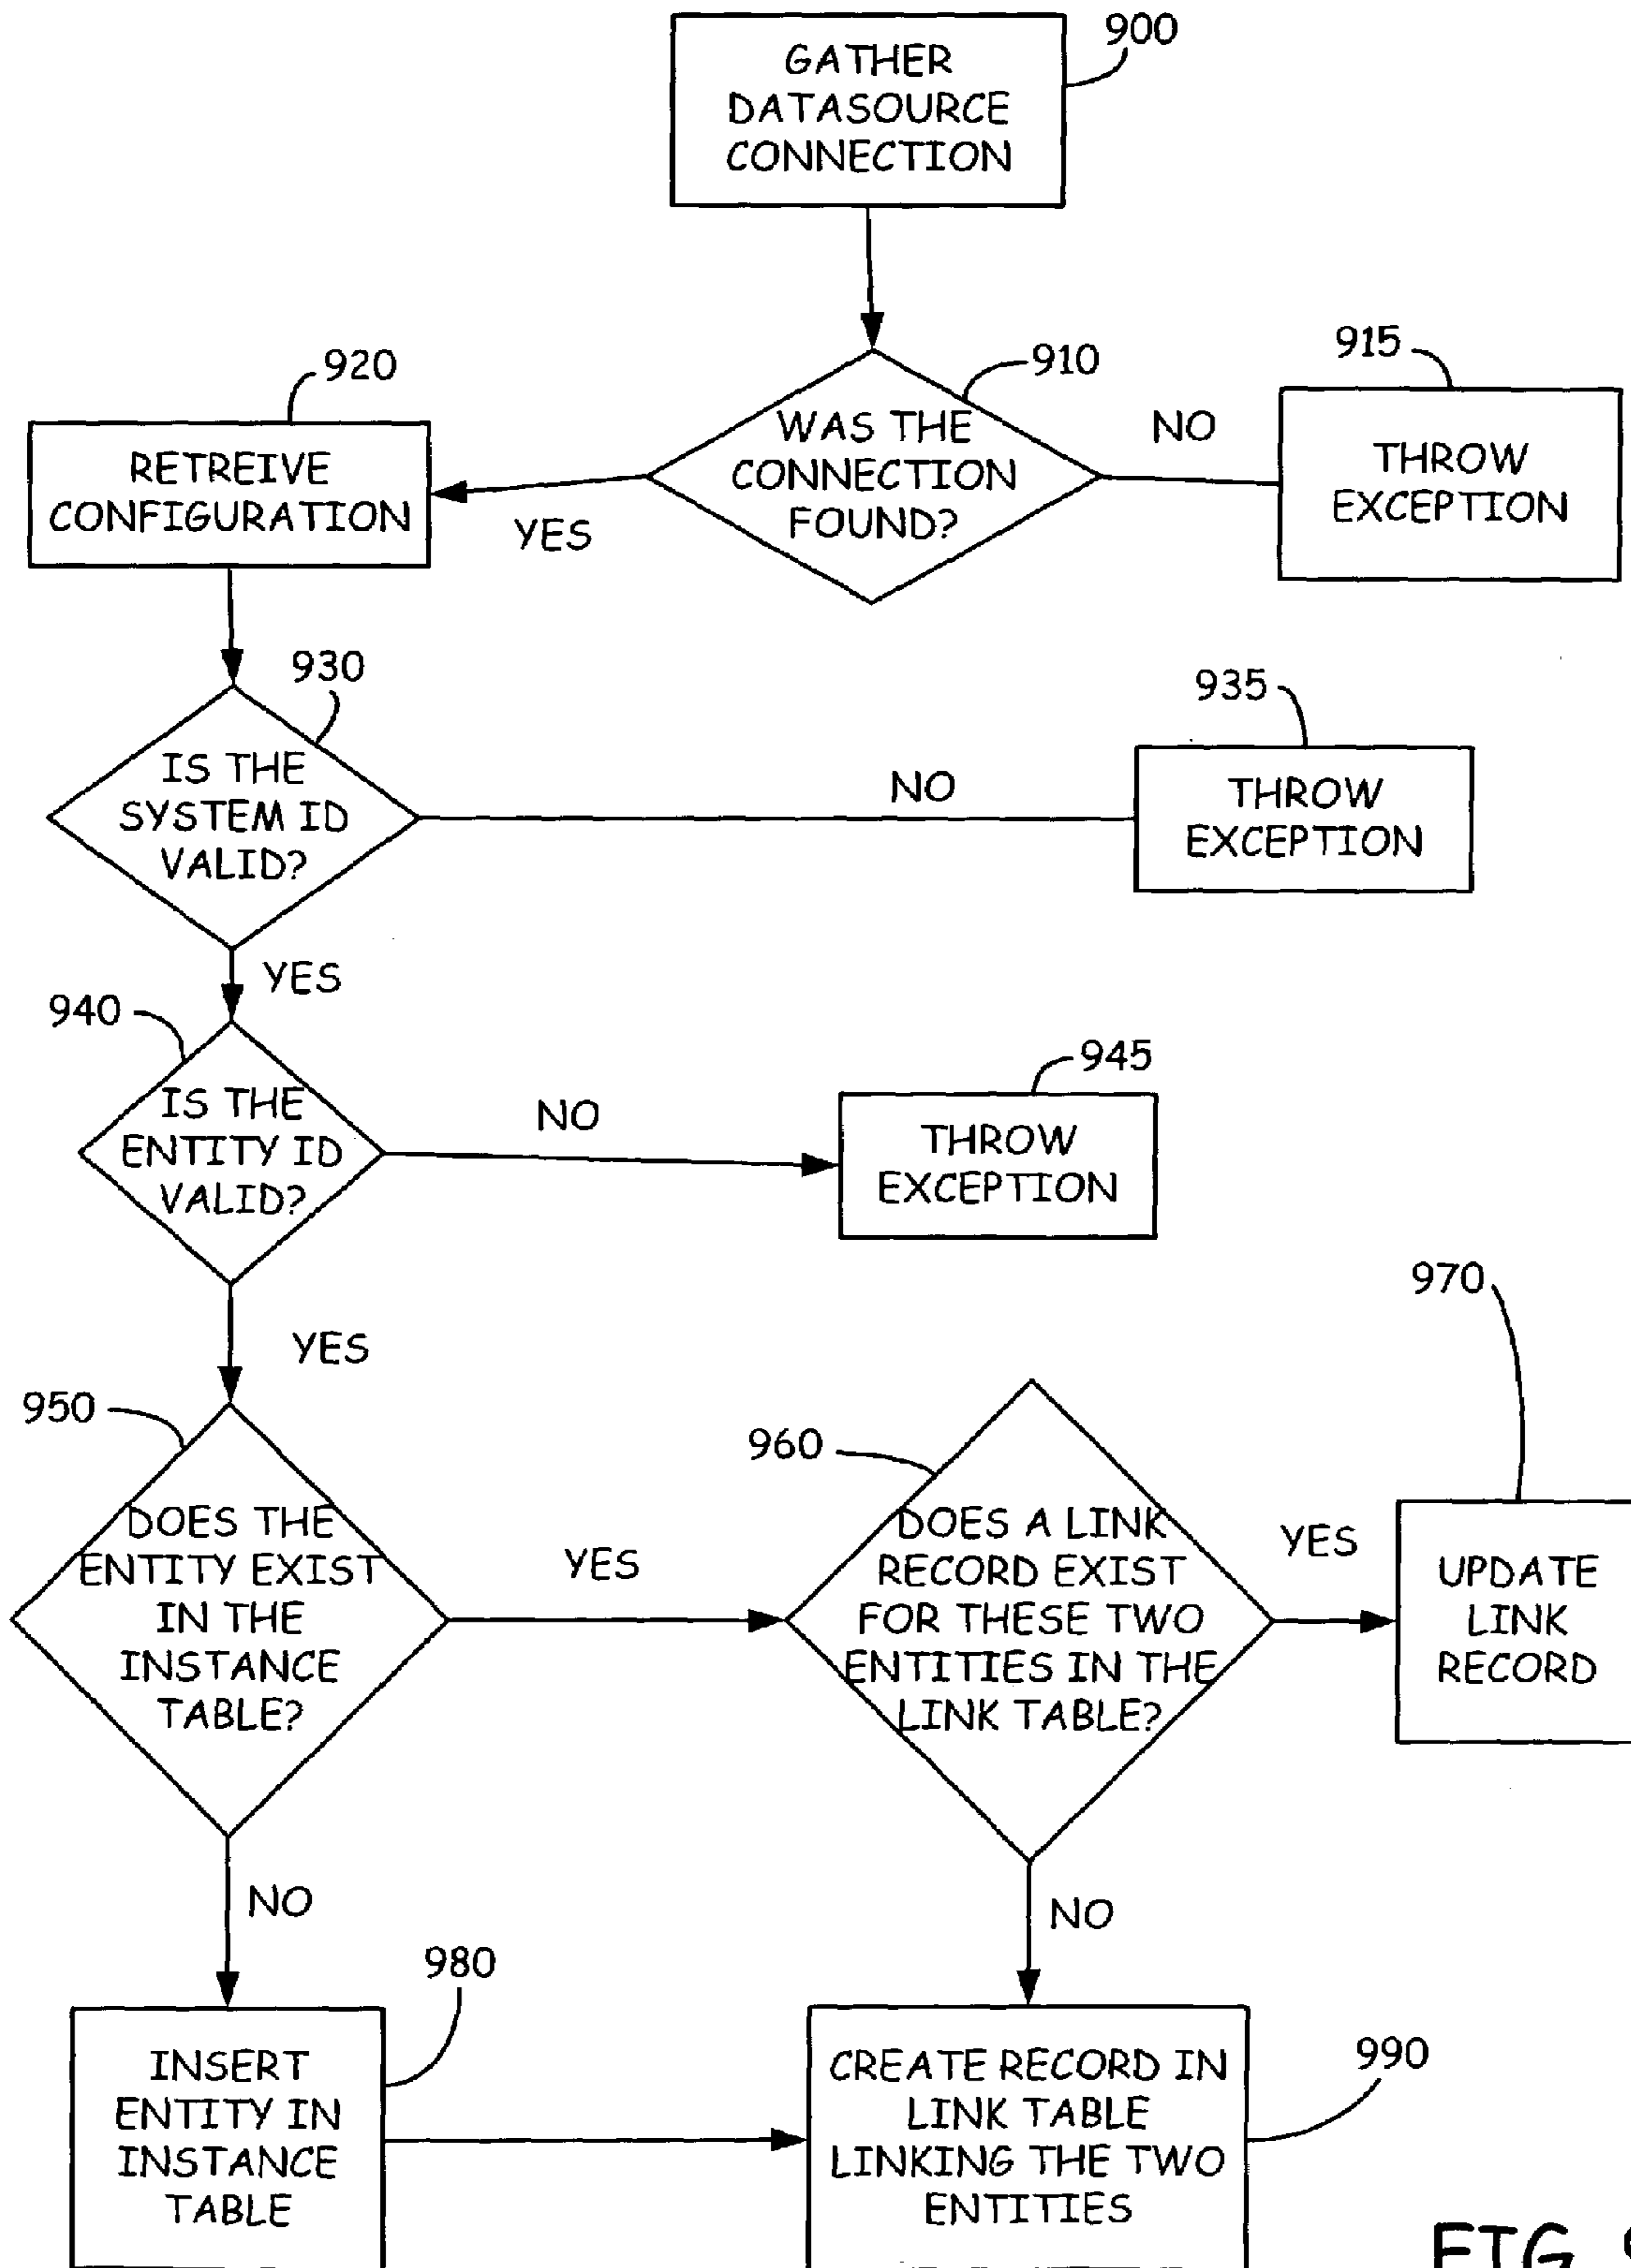 900
GATHER
DATASOURCE
CONNECTION
910
915
920
WAS THE
CONNECTION
FOUND?
NO
THROW
EXCEPTION
RETREIVE
CONFIGURATION
YES
930
935
IS THE
SYSTEM ID
VALID?
NO
THROW
EXCEPTION
YES
940
945
IS THE
ENTITY ID
VALID?
NO
THROW
EXCEPTION
YES
970
950
960
DOES THE
ENTITY EXIST
IN THE
INSTANCE
TABLE?
YES
DOES A LINK
RECORD EXIST
FOR THESE TWO
ENTITIES IN THE
LINK TABLE?
YES
UPDATE
LINK
RECORD
NO
NO
980
990
INSERT
ENTITY IN
INSTANCE
TABLE
CREATE RECORD IN
LINK TABLE
LINKING THE TWO
ENTITIES
FIG